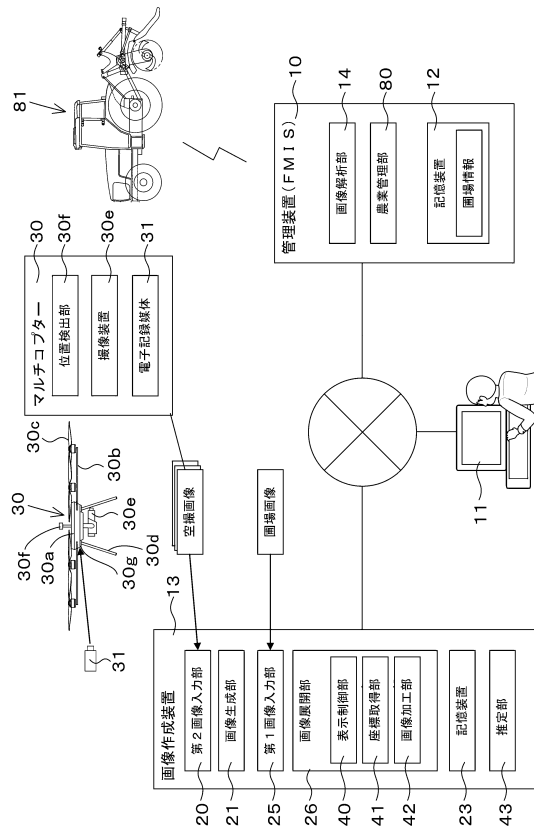 81
30
マルチコプター
位置検出部
30f
撮像装置
30e
電子記録媒体
31
30c
30b
30
30f
30a
30e
30g
30d
31
空撮画像
圃場画像
管理装置(FMIS)
10
画像解析部
14
農業管理部
80
記憶装置
12
圃場情報
11
画像作成装置
13
第2画像入力部
20
画像生成部
21
第1画像入力部
25
画像展開部
26
表示制御部
40
座標取得部
41
画像加工部
42
記憶装置
23
推定部
43